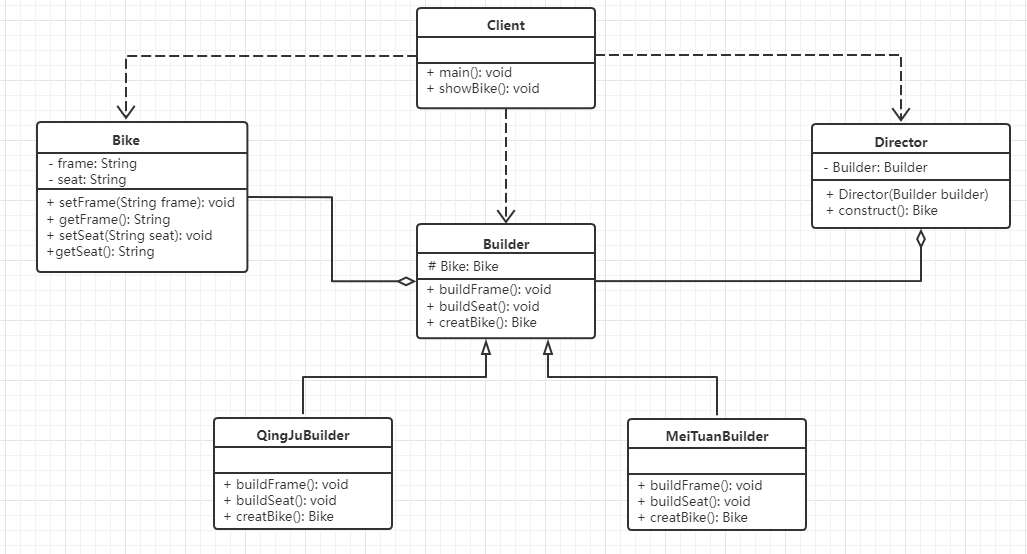 Client
+ main(): void
+ showBike(): void
Bike
- frame: String
- seat: String
+ setFrame(String frame): void
+ getFrame(): String
+ setSeat(String seat): void
+getSeat(): String
Director
- Builder: Builder
+ Director(Builder builder)
+ construct(): Bike
Builder
# Bike: Bike
+ buildFrame(): void
+ buildSeat(): void
+ creatBike(): Bike
QingJuBuilder
+ buildFrame(): void
+ buildSeat(): void
+ creatBike(): Bike
MeiTuanBuilder
+ buildFrame(): void
+ buildSeat(): void
+ creatBike(): Bike